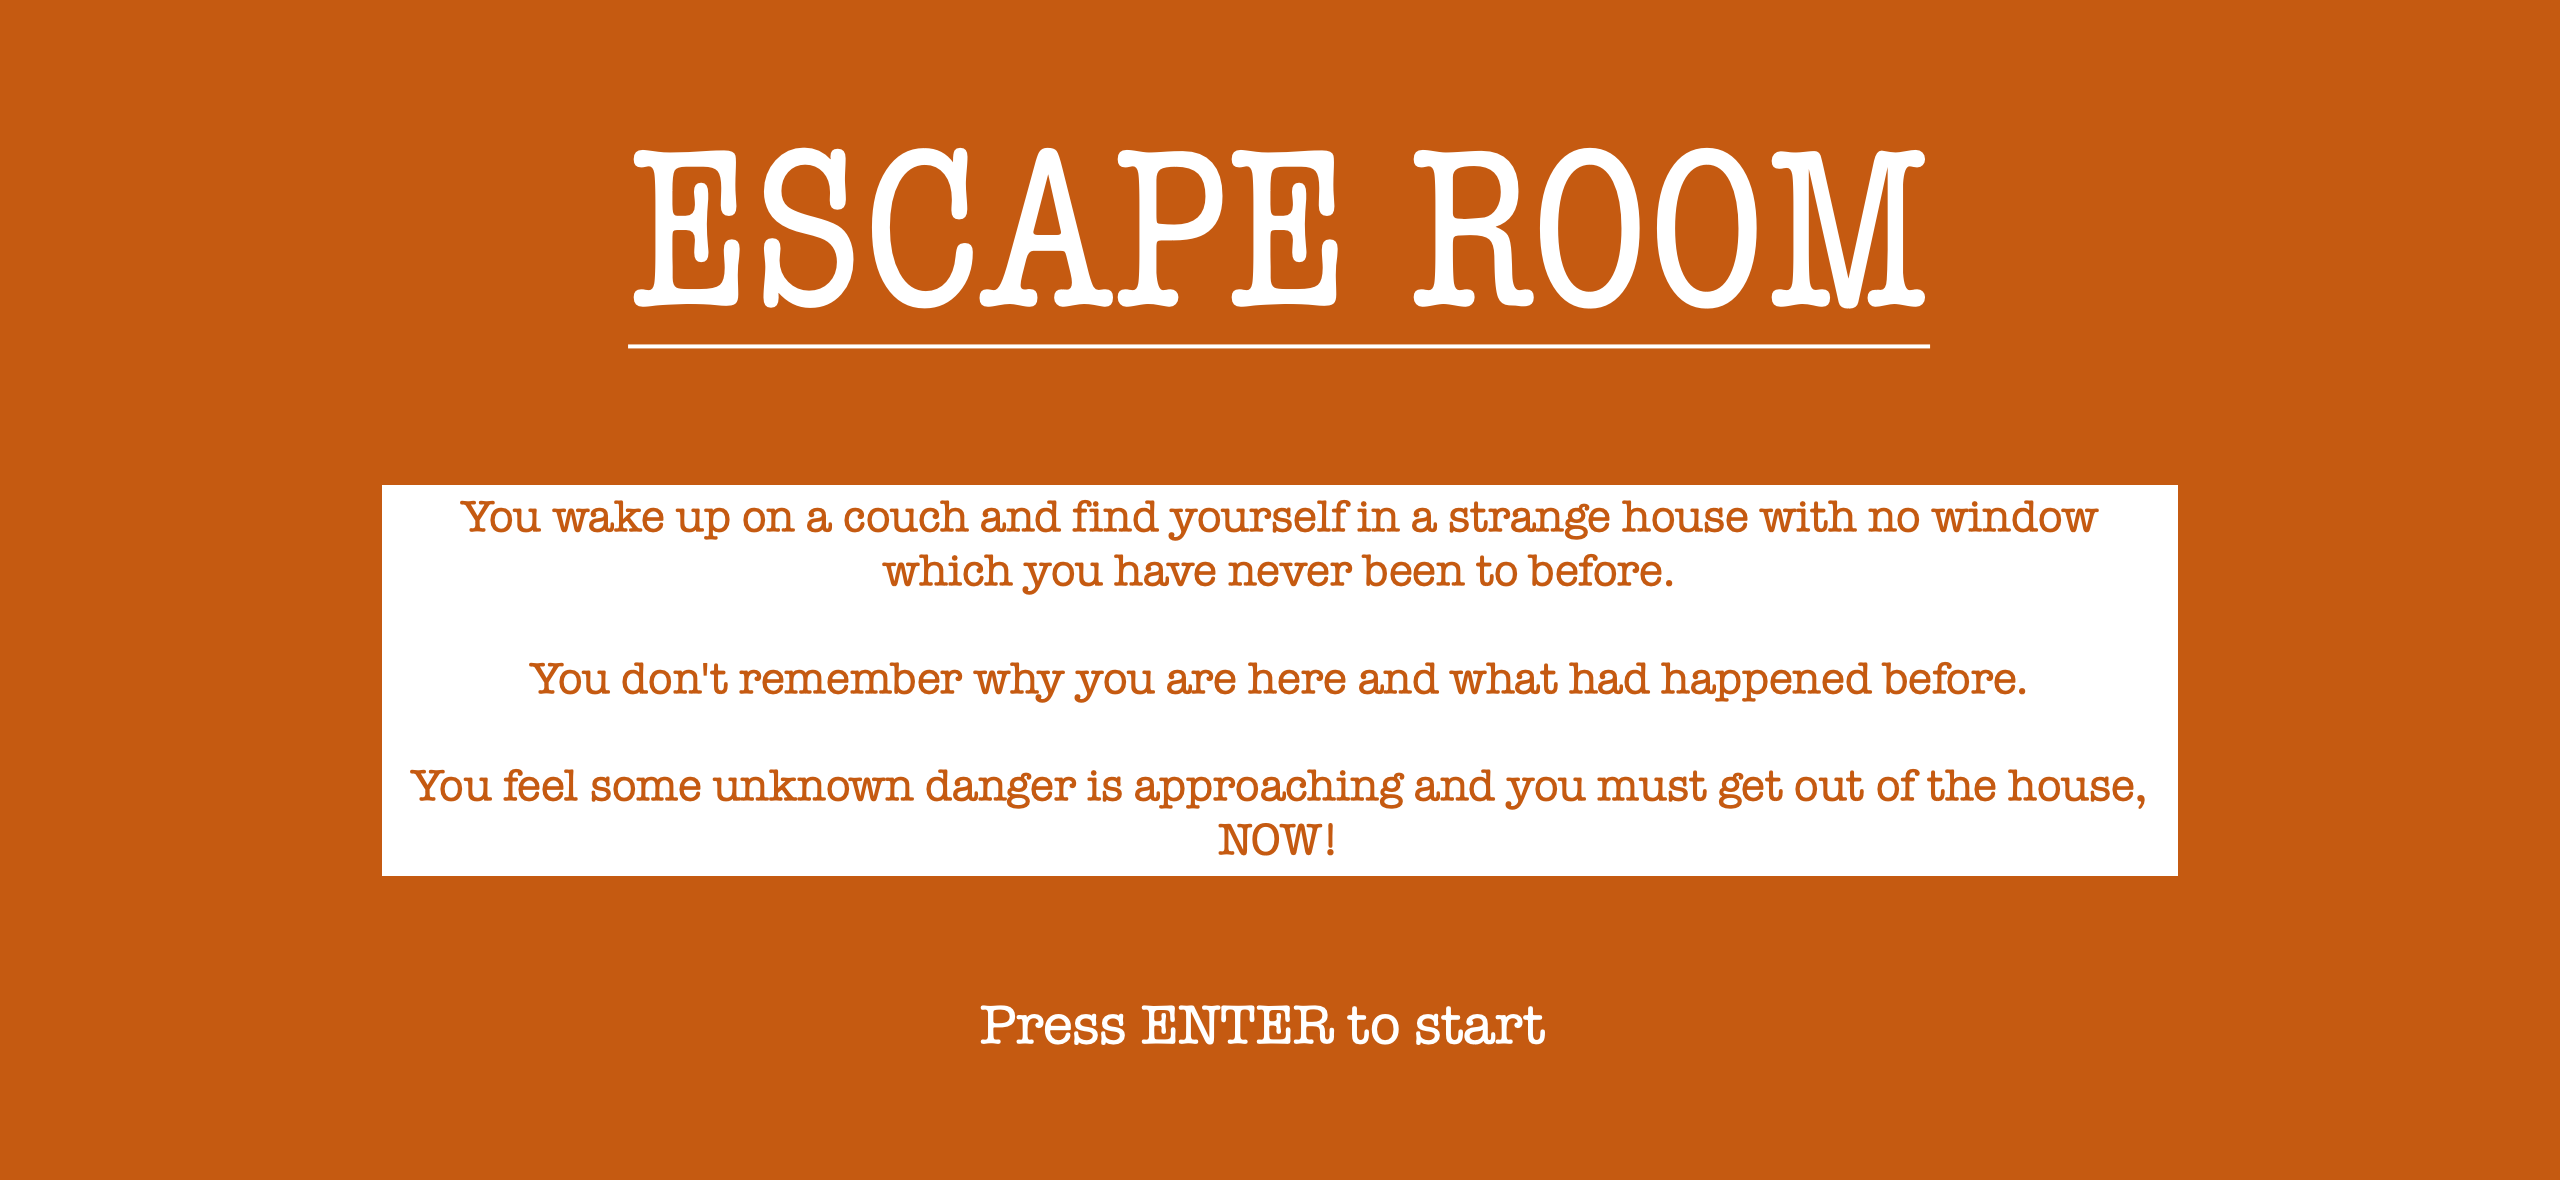 ESCAPE ROOM
You wake up on a couch and find yourself in a strange house with no window
which you have never been to before.
You don't remember why you are here and what had happened before.
You feel some unknown danger is approaching and you must get out of the house,
NOW!
Press ENTER to start